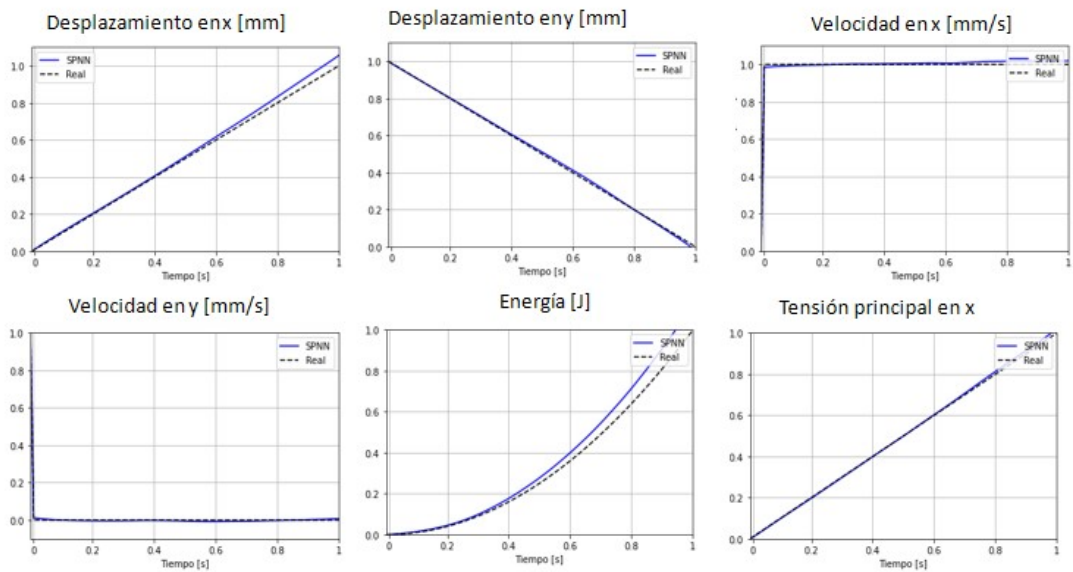 Desplazamiento en x [mm]
SPNN
Real
1.0
0.8
0.6
0.4
0.2
0.0
0 0.2 0.4 0.6 0.8 1
Tiempo [s]
Desplazamiento en y [mm]
SPNN
Real
1.0
0.8
0.6
0.4
0.2
0.0
0 0.2 0.4 0.6 0.8 1
Tiempo [s]
Velocidad en x [mm/s]
SPNN
Real
1.0
0.8
0.6
0.4
0.2
0.0
0 0.2 0.4 0.6 0.8 1
Tiempo [s]
Velocidad en y [mm/s]
SPNN
Real
1.0
0.8
0.6
0.4
0.2
0.0
0 0.2 0.4 0.6 0.8 1
Tiempo [s]
Energía [J]
SPNN
Real
1.0
0.8
0.6
0.4
0.2
0.0
0 0.2 0.4 0.6 0.8 1
Tiempo [s]
Tensión principal en x
SPNN
Real
1.0
0.8
0.6
0.4
0.2
0.0
0 0.2 0.4 0.6 0.8 1
Tiempo [s]